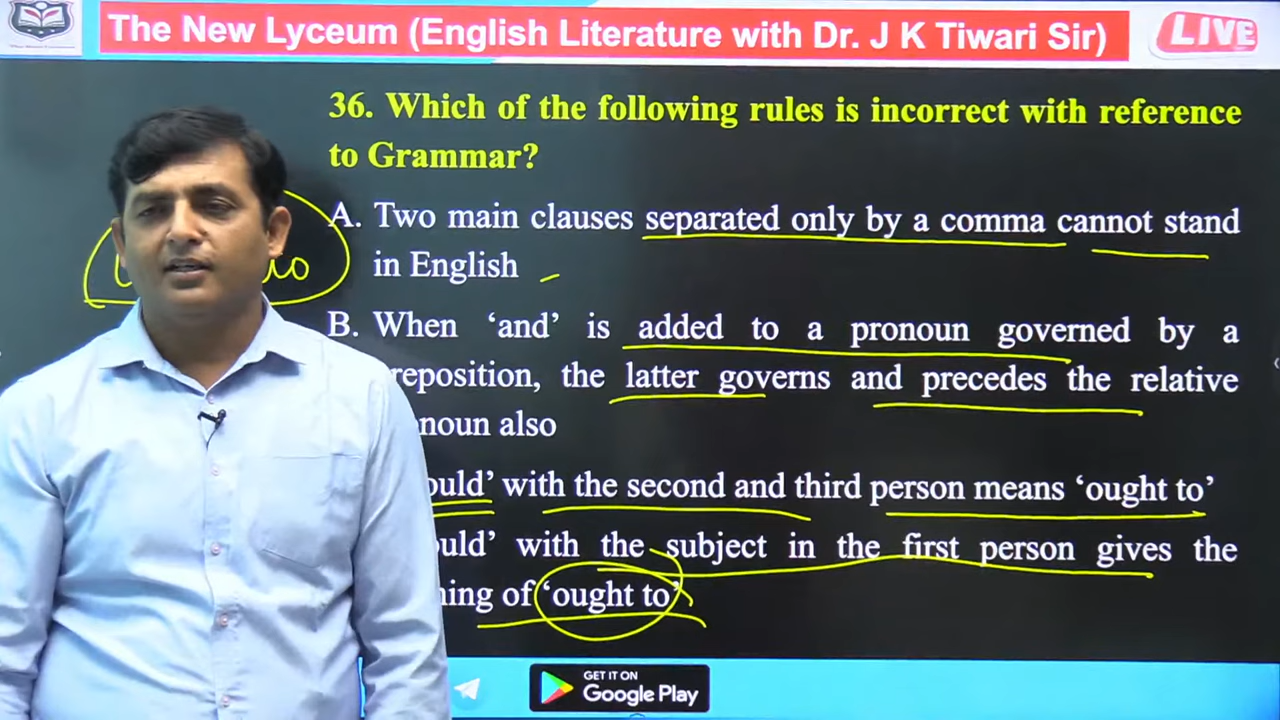 The New Lyceum (English Literature with Dr. J K Tiwari Sir)
LIVE
36. Which of the following rules is incorrect with reference
to Grammar?
A. Two main clauses separated only by a comma cannot stand
in English
B. When ‘and’ is added to a pronoun governed by a
reposition, the latter governs and precedes the relative
noun also
ould’ with the second and third person means ‘ought to’
ould’ with the subject in the first person gives the
ning of ‘ought to’
GET IT ON
Google Play